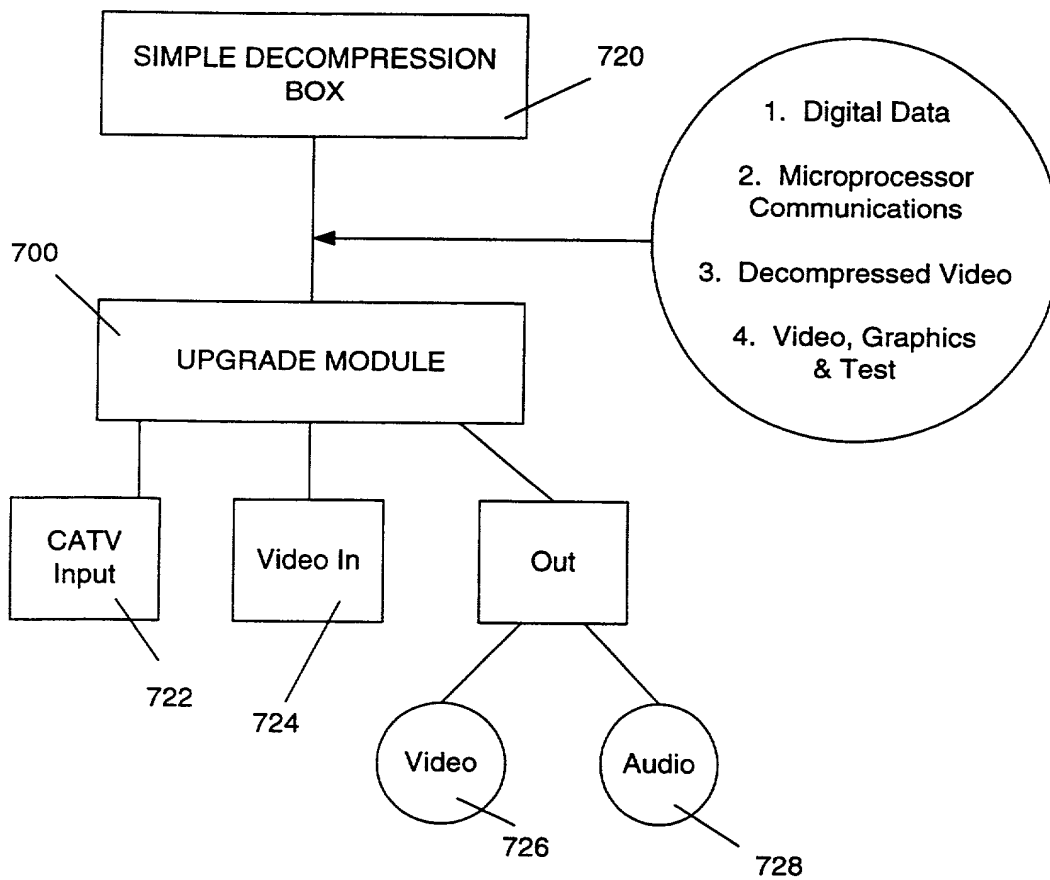 SIMPLE DECOMPRESSION
BOX
720
1. Digital Data
2. Microprocessor
Communications
3. Decompressed Video
4. Video, Graphics
& Test
700
UPGRADE MODULE
CATV
Input
Video In
Out
722
724
Video
Audio
726
728